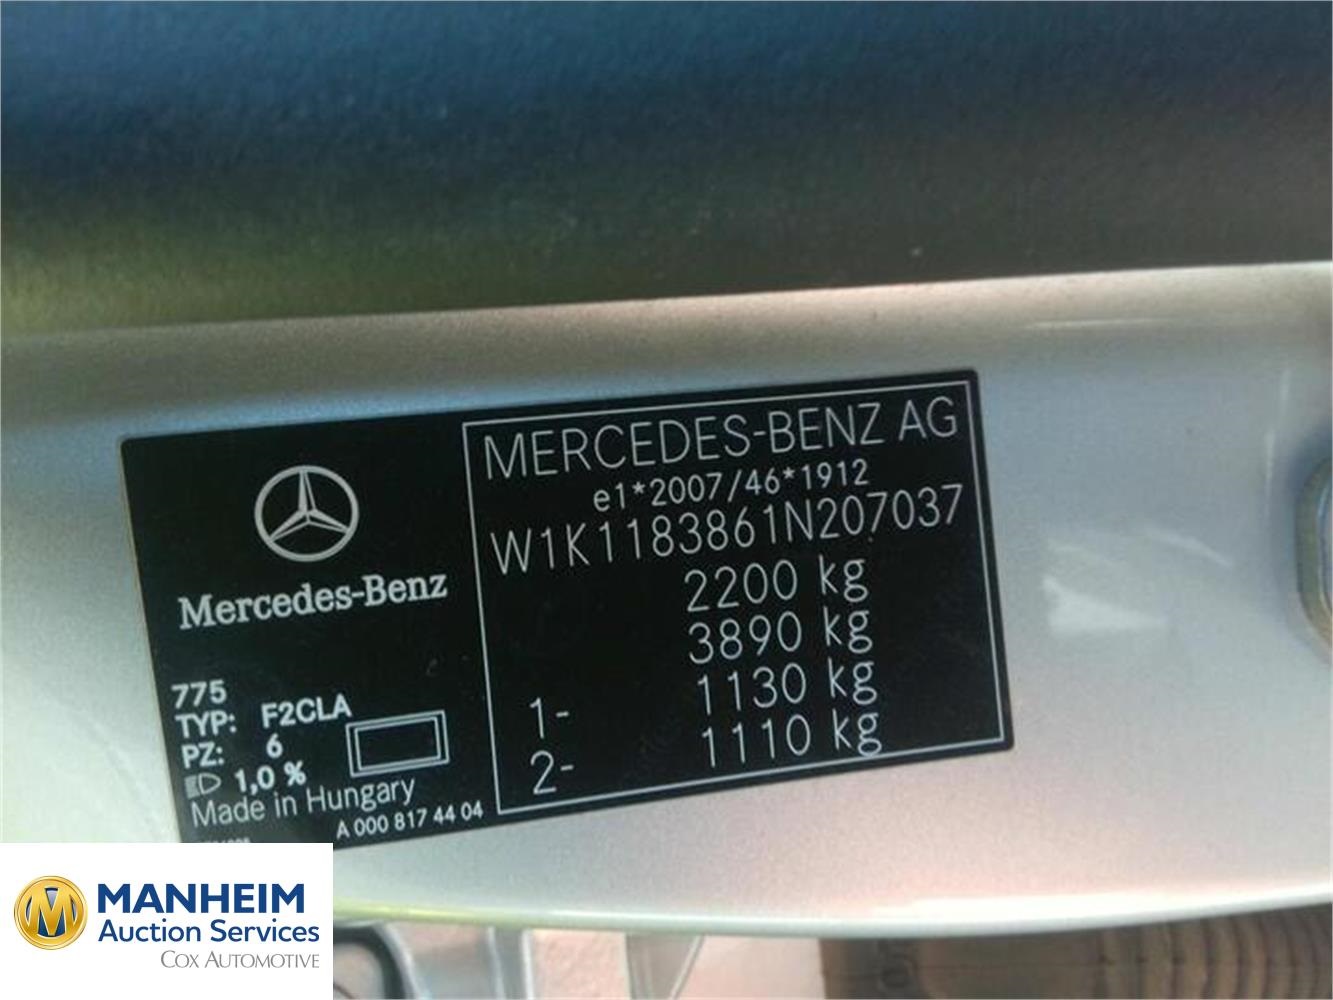 Mercedes-Benz
775
TYP: F2CLA
PZ: 6
1,0 %
Made in Hungary
A 000 817 44 04
MERCEDES-BENZ AG
e1*2007/46*1912
W1K1183861N207037
2200 kg
3890 kg
1- 1130 kg
2- 1110 kg
MANHEIM
Auction Services
COX AUTOMOTIVE